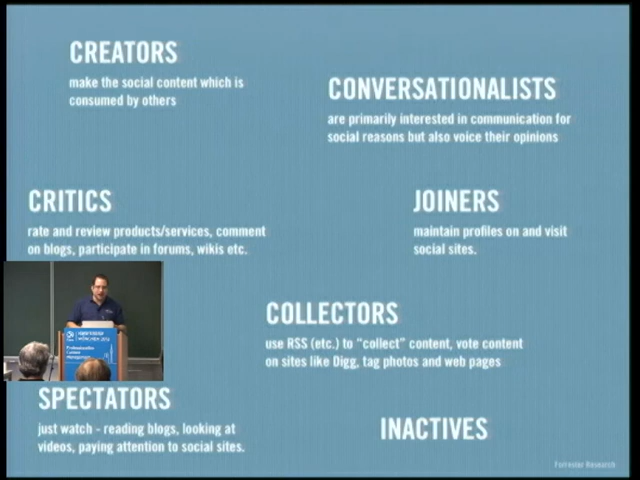 CREATORS
make the social content which is
consumed by others
CONVERSATIONALISTS
are primarily interested in communication for
social reasons but also voice their opinions
CRITICS
rate and review products/services, comment
on blogs, participate in forums, wikis etc.
JOINERS
maintain profiles on and visit
social sites.
COLLECTORS
use RSS (etc.) to "collect" content, vote content
on sites like Digg, tag photos and web pages
SPECTATORS
just watch - reading blogs, looking at
videos, paying attention to social sites.
INACTIVES
Forrester Research